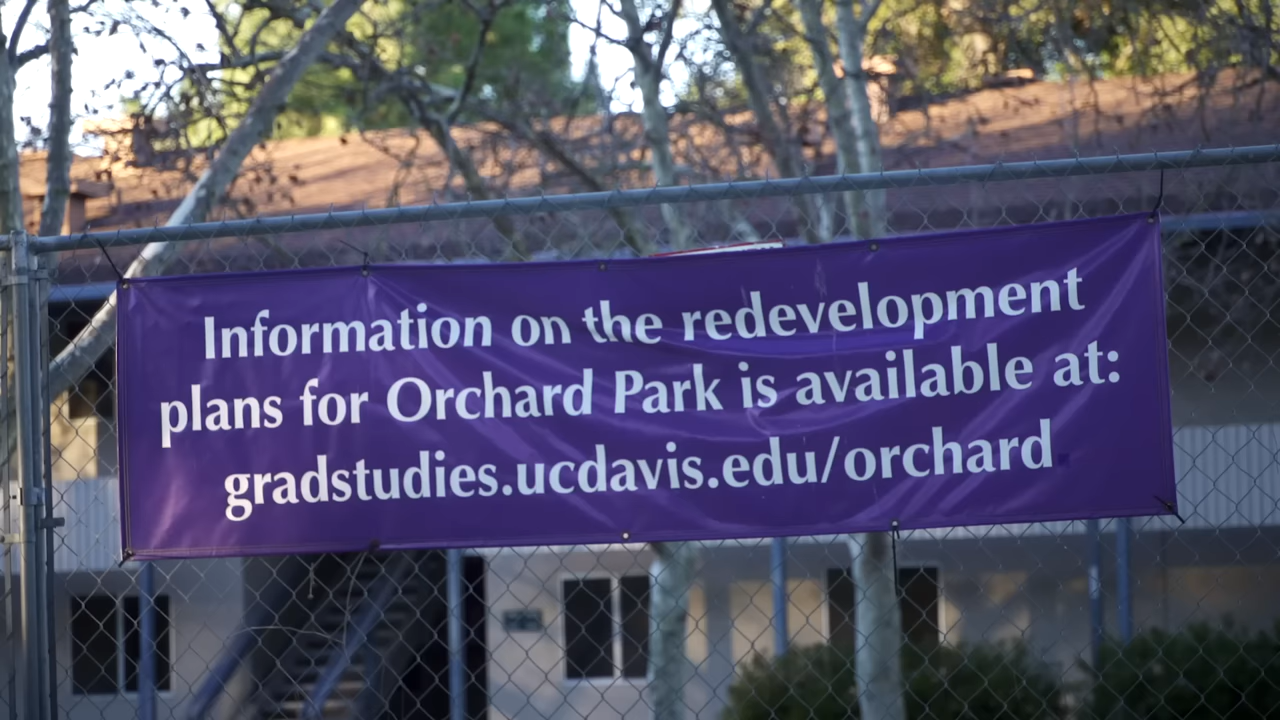 Information on the redevelopment
plans for Orchard Park is available at:
gradstudies.ucdavis.edu/orchard